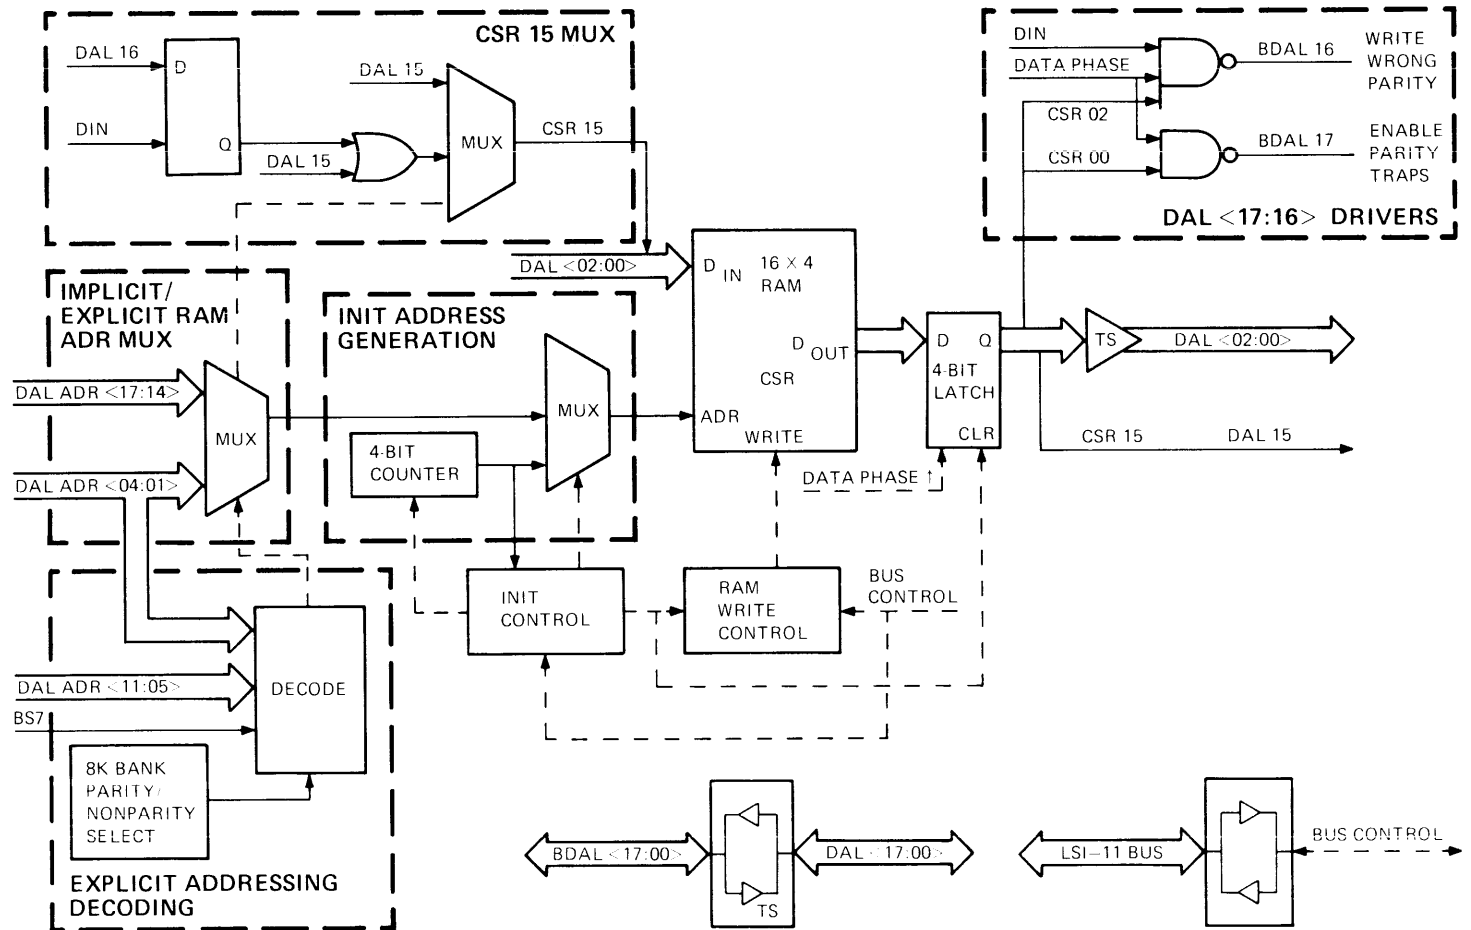 CSR 15 MUX
DAL 16
D
DIN
Q
DAL 15
DAL 15
MUX
CSR 15
DIN
DATA PHASE
CSR 02
CSR 00
BDAL 16
WRITE
WRONG
PARITY
BDAL 17
ENABLE
PARITY
TRAPS
DAL <17:16> DRIVERS
IMPLICIT/
EXPLICIT RAM
ADR MUX
DAL ADR <17:14>
MUX
DAL ADR <04:01>
INIT ADDRESS
GENERATION
4-BIT
COUNTER
MUX
DAL <02:00>
D IN
16 X 4
RAM
D OUT
CSR
ADR
WRITE
D Q
4-BIT
LATCH
CLR
TS
DAL <02:00>
CSR 15
DAL 15
DATA PHASE ↑
INIT
CONTROL
RAM
WRITE
CONTROL
BUS
CONTROL
DECODE
DAL ADR <11:05>
BS7
8K BANK
PARITY/
NONPARITY
SELECT
EXPLICIT ADDRESSING
DECODING
BDAL <17:00>
TS
DAL <17:00>
LSI–11 BUS
BUS CONTROL